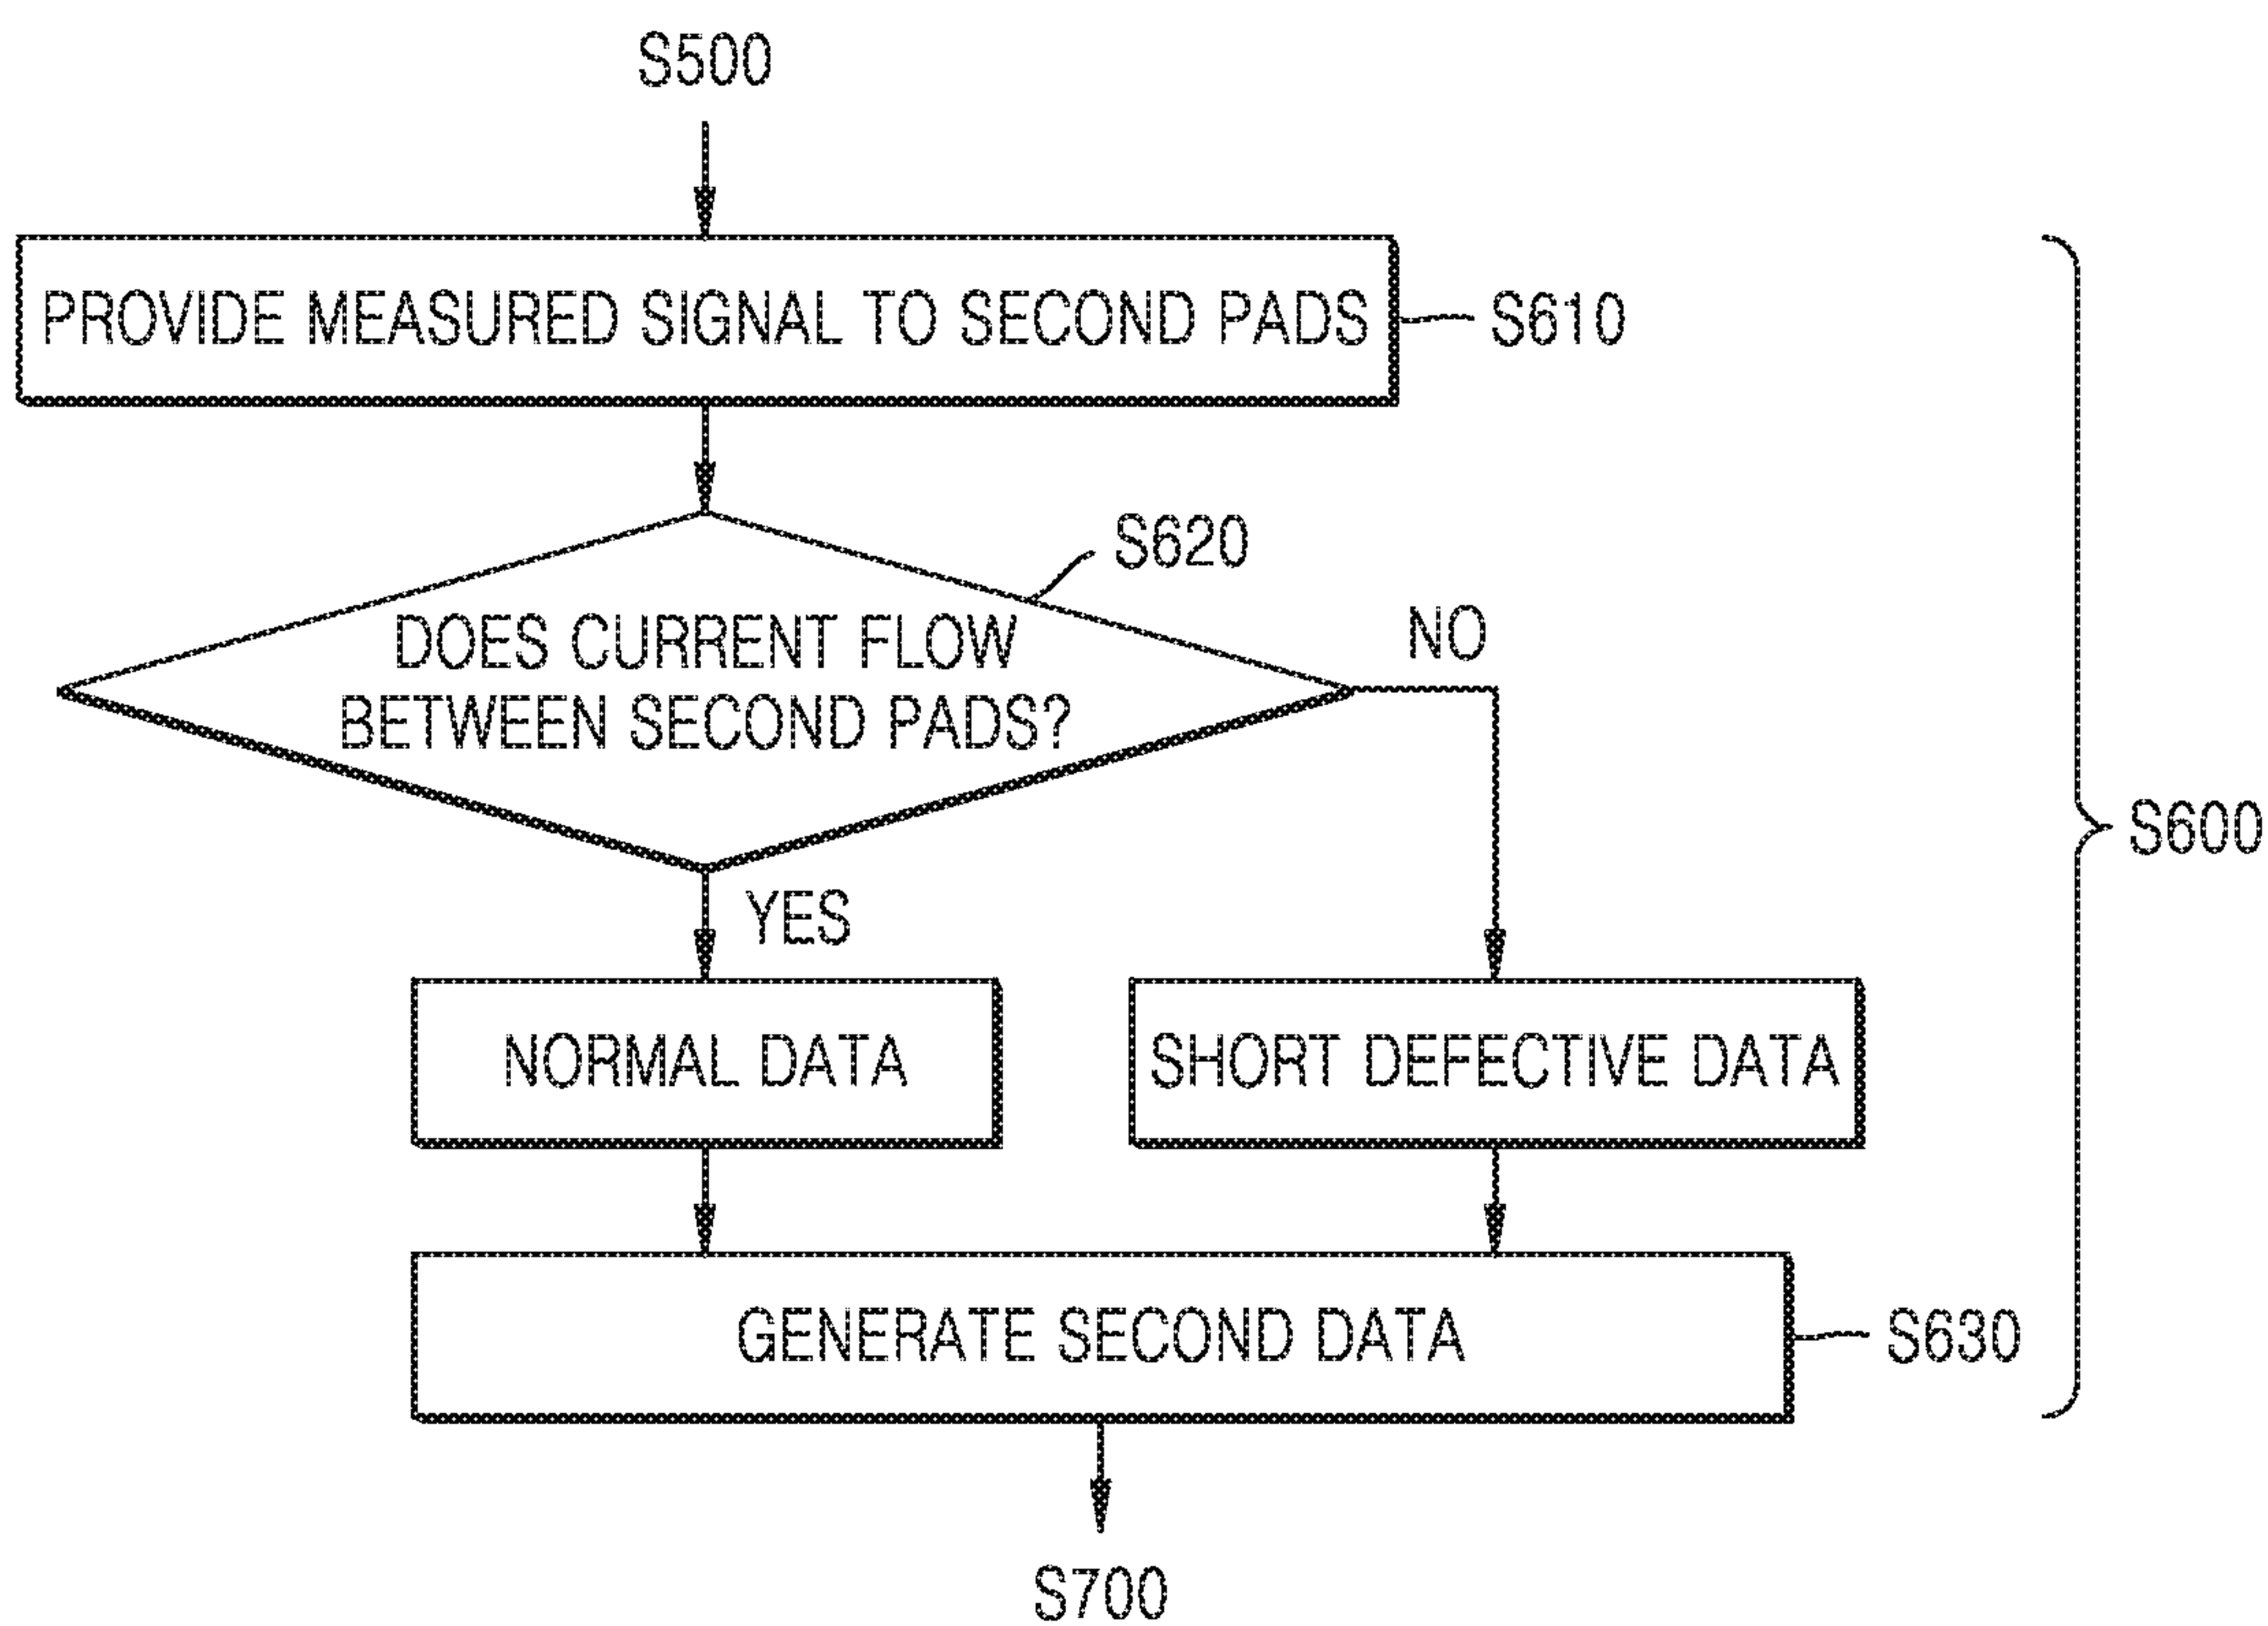 S500
PROVIDE MEASURED SIGNAL TO SECOND PADS
S610
S620
DOES CURRENT FLOW
BETWEEN SECOND PADS?
NO
S600
YES
NORMAL DATA
SHORT DEFECTIVE DATA
GENERATE SECOND DATA
S630
S700